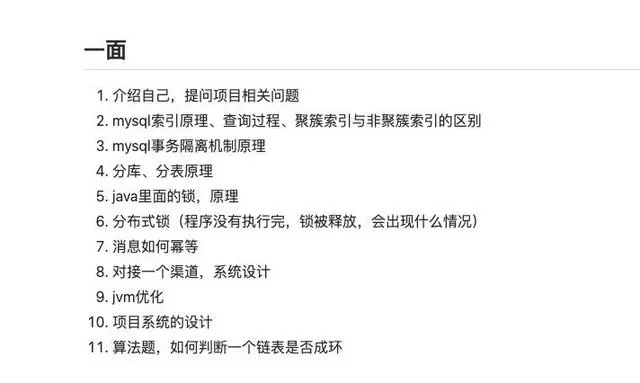 一面
1. 介绍自己，提问项目相关问题
2. mysql索引原理、查询过程、聚簇索引与非聚簇索引的区别
3. mysql事务隔离机制原理
4. 分库、分表原理
5. java里面的锁，原理
6. 分布式锁（程序没有执行完，锁被释放，会出现什么情况）
7. 消息如何幂等
8. 对接一个渠道，系统设计
9. jvm优化
10. 项目系统的设计
11. 算法题，如何判断一个链表是否成环